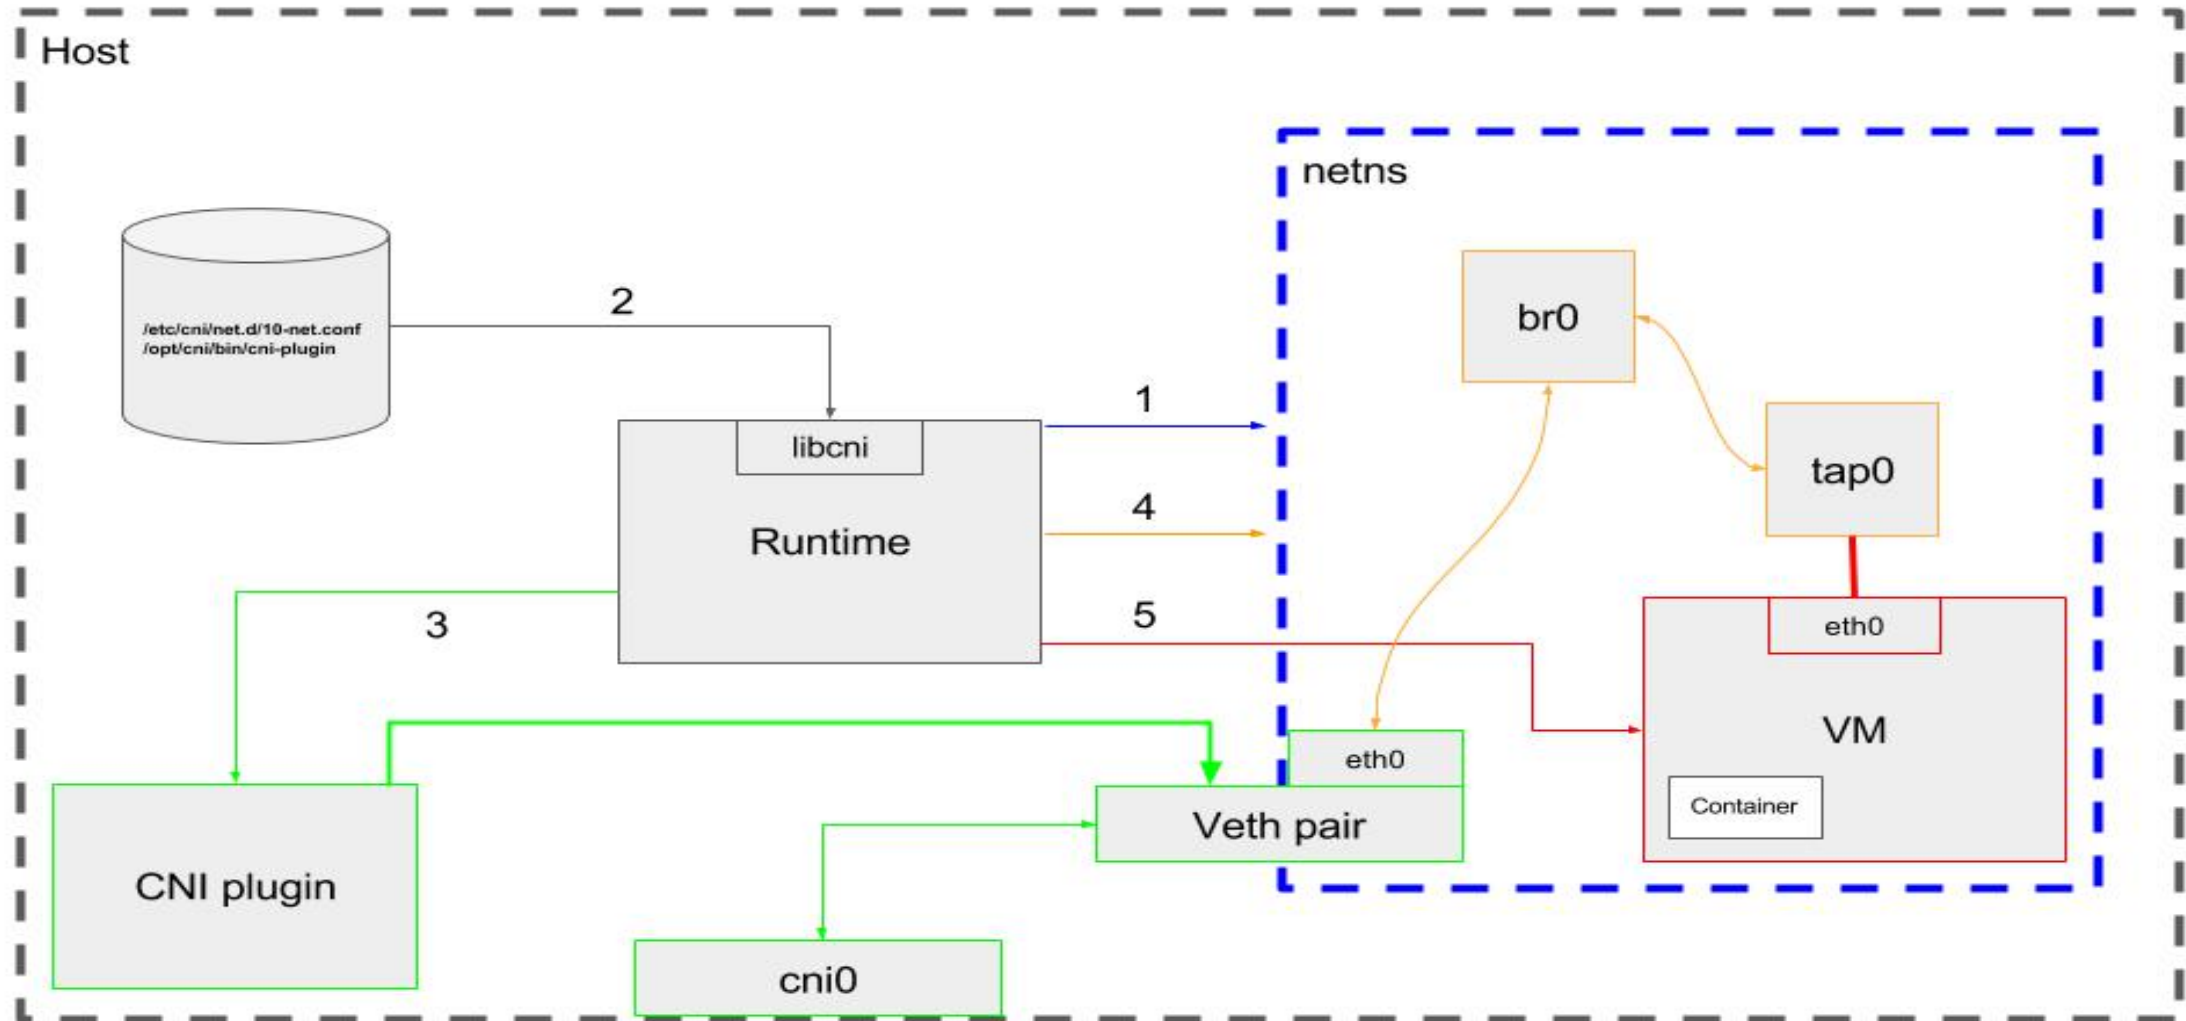 Host
netns
/etc/cni/net.d/10-net.conf
/opt/cni/bin/cni-plugin
2
br0
1
libcni
tap0
4
Runtime
3
5
eth0
VM
eth0
Container
Veth pair
CNI plugin
cni0